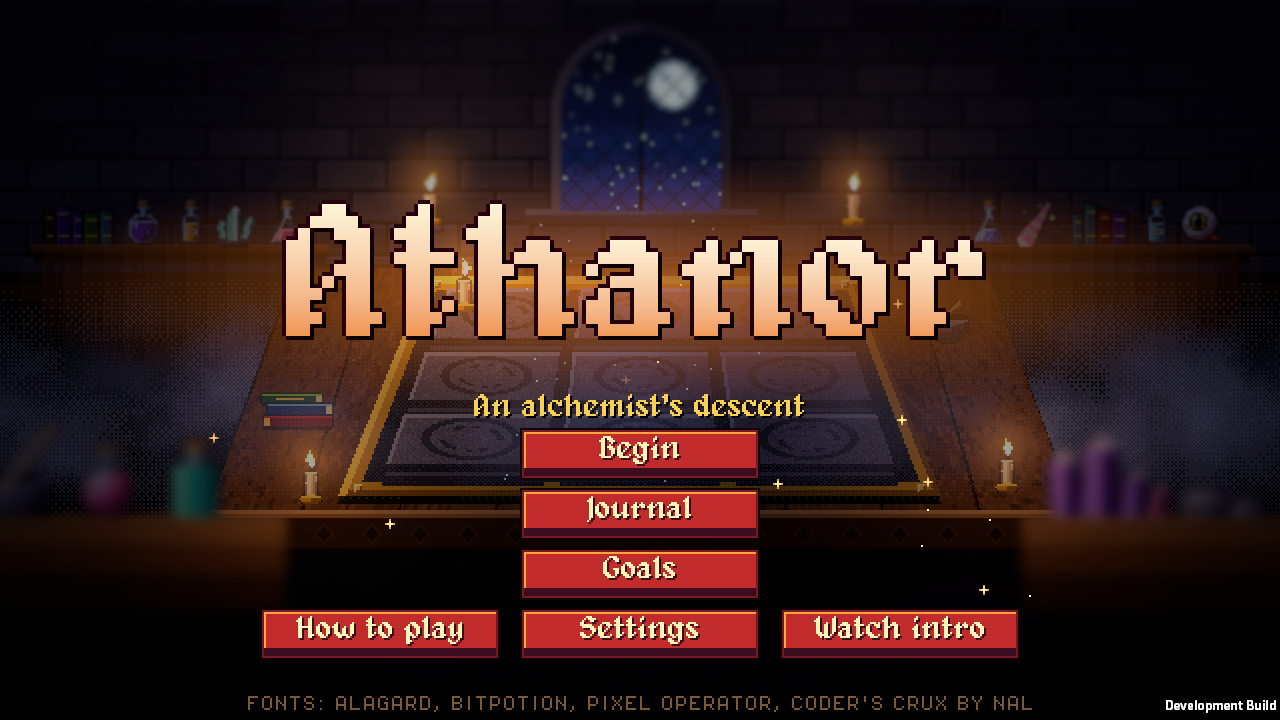 Athanor
An alchemist's descent
Begin
Journal
Goals
How to play
Settings
Watch intro
FONTS: ALAGARD, BITPOTION, PIXEL OPERATOR, CODER'S CRUX BY NAL
Development Build